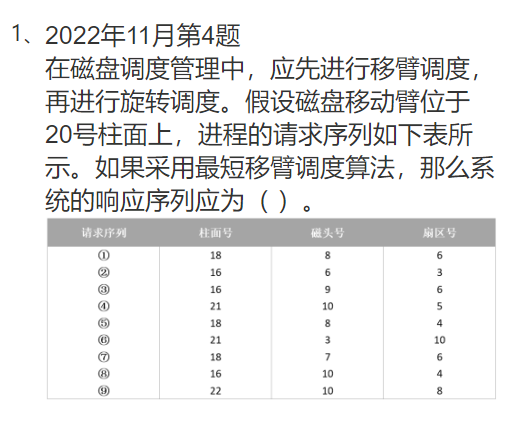 1、2022年11月第4题
在磁盘调度管理中，应先进行移臂调度，
再进行旋转调度。假设磁盘移动臂位于
20号柱面上，进程的请求序列如下表所
示。如果采用最短移臂调度算法，那么系
统的响应序列应为（ ）。
请求序列 柱面号 磁头号 扇区号
① 18 8 6
② 16 6 3
③ 16 9 6
④ 21 10 5
⑤ 18 8 4
⑥ 21 3 10
⑦ 18 7 6
⑧ 16 10 4
⑨ 22 10 8